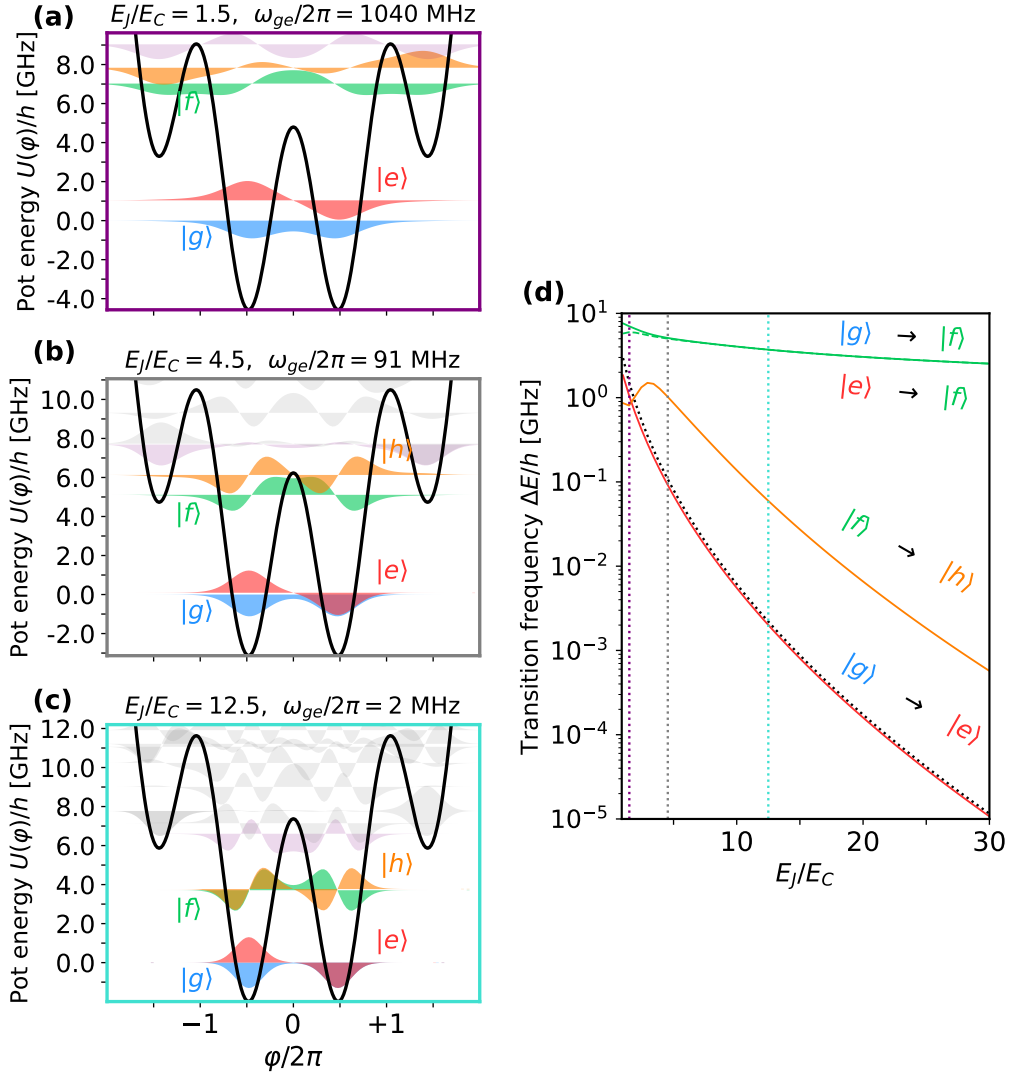 (a)
E_J/E_C = 1.5, ω_ge/2π = 1040 MHz
Pot energy U(φ)/h [GHz]
8.0
6.0
4.0
2.0
0.0
-2.0
-4.0
|f⟩
|e⟩
|g⟩
(b)
E_J/E_C = 4.5, ω_ge/2π = 91 MHz
Pot energy U(φ)/h [GHz]
10.0
8.0
6.0
4.0
2.0
0.0
-2.0
|h⟩
|f⟩
|e⟩
|g⟩
(c)
E_J/E_C = 12.5, ω_ge/2π = 2 MHz
Pot energy U(φ)/h [GHz]
12.0
10.0
8.0
6.0
4.0
2.0
0.0
|h⟩
|f⟩
|e⟩
|g⟩
−1 0 +1
φ/2π
(d)
Transition frequency ΔE/h [GHz]
10¹
10⁰
10⁻¹
10⁻²
10⁻³
10⁻⁴
10⁻⁵
|g⟩ → |f⟩
|e⟩ → |f⟩
|f⟩ → |h⟩
|g⟩ → |e⟩
10 20 30
E_J/E_C